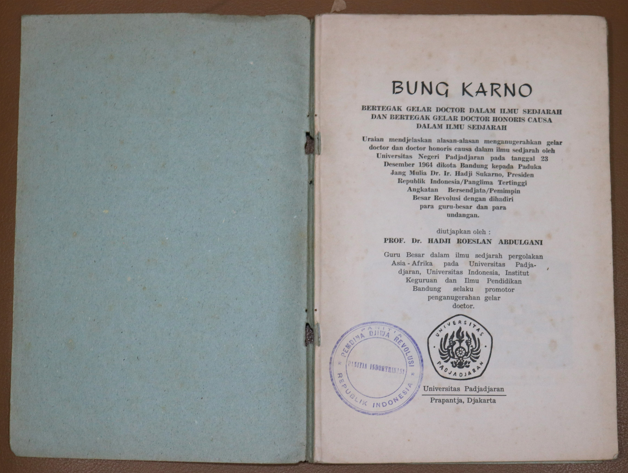 BUNG KARNO
BERTEGAK GELAR DOCTOR DALAM ILMU SEDJARAH
DAN BERTEGAK GELAR DOCTOR HONORIS CAUSA
DALAM ILMU SEDJARAH
Uraian mendjelaskan alasan-alasan menganugerahkan gelar
doctor dan doctor honoris causa dalam ilmu sedjarah oleh
Universitas Negeri Padjadjaran pada tanggal 23
Desember 1964 dikota Bandung kepada Paduka
Jang Mulia Dr. Ir. Hadji Sukarno, Presiden
Republik Indonesia/Panglima Tertinggi
Angkatan Bersendjata/Pemimpin
Besar Revolusi dengan dihadiri
para guru-besar dan para
undangan.
diutjapkan oleh :
PROF. Dr. HADJI ROESLAN ABDULGANI
Guru Besar dalam ilmu sedjarah pergolakan
Asia - Afrika pada Universitas Padja-
djaran, Universitas Indonesia, Institut
Keguruan dan Ilmu Pendidikan
Bandung selaku promotor
penganugerahan gelar
doctor.
UNIVERSITAS
PADJADJARAN
PEMBINA DJIWA REVOLUSI
REPUBLIK INDONESIA
Universitas Padjadjaran
Prapantja, Djakarta